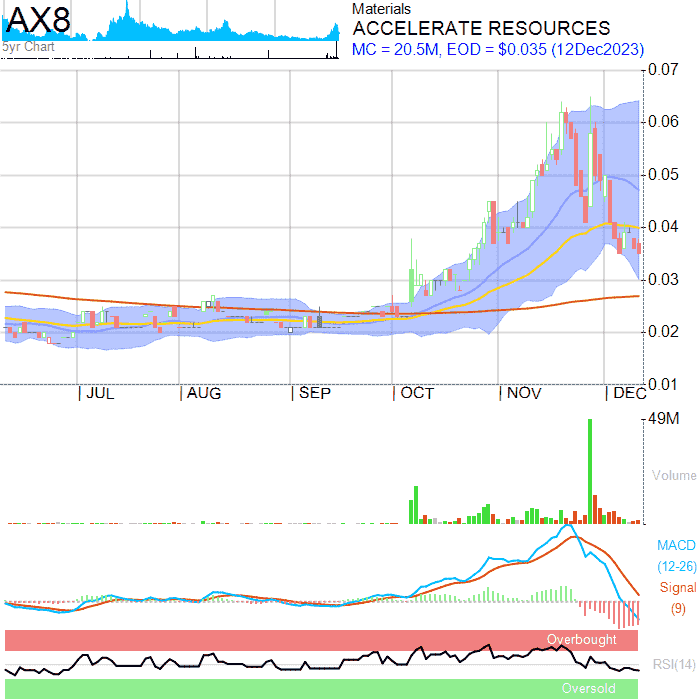 AX8
5yr Chart
Materials
ACCELERATE RESOURCES
MC = 20.5M, EOD = $0.035 (12Dec2023)
0.07
0.06
0.05
0.04
0.03
0.02
0.01
JUL AUG SEP OCT NOV DEC
49M
Volume
MACD
(12-26)
Signal
(9)
Overbought
RSI(14)
Oversold